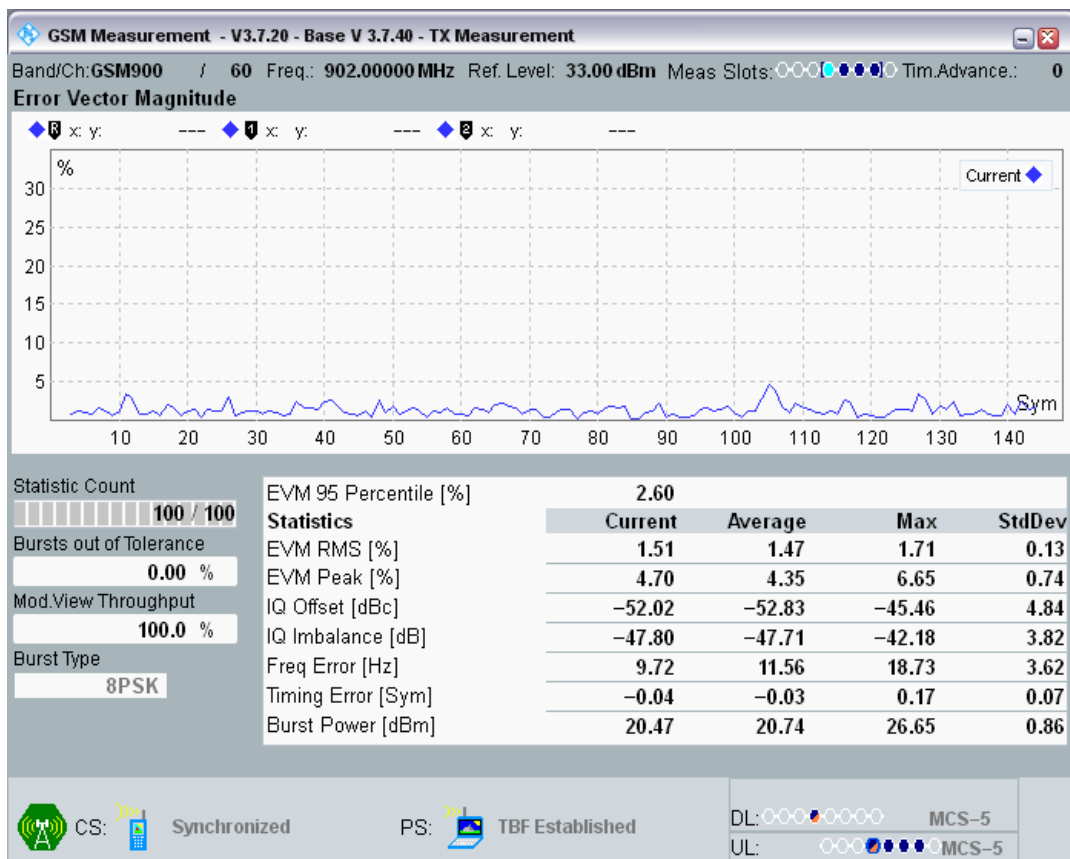 GSM Measurement - V3.7.20 - Base V 3.7.40 - TX Measurement
Band/Ch:GSM900 / 60 Freq.: 902.00000 MHz Ref. Level: 33.00 dBm Meas Slots: Tim.Advance.: 0
Error Vector Magnitude
R x: y: --- 1 x: y: --- 2 x: y: ---
%
Current
30
25
20
15
10
5
Sym
10 20 30 40 50 60 70 80 90 100 110 120 130 140
Statistic Count
100 / 100
Bursts out of Tolerance
0.00 %
Mod.View Throughput
100.0 %
Burst Type
8PSK
EVM 95 Percentile [%] 2.60
Statistics Current Average Max StdDev
EVM RMS [%] 1.51 1.47 1.71 0.13
EVM Peak [%] 4.70 4.35 6.65 0.74
IQ Offset [dBc] −52.02 −52.83 −45.46 4.84
IQ Imbalance [dB] −47.80 −47.71 −42.18 3.82
Freq Error [Hz] 9.72 11.56 18.73 3.62
Timing Error [Sym] −0.04 −0.03 0.17 0.07
Burst Power [dBm] 20.47 20.74 26.65 0.86
CS: Synchronized PS: TBF Established
DL: MCS−5
UL: MCS−5